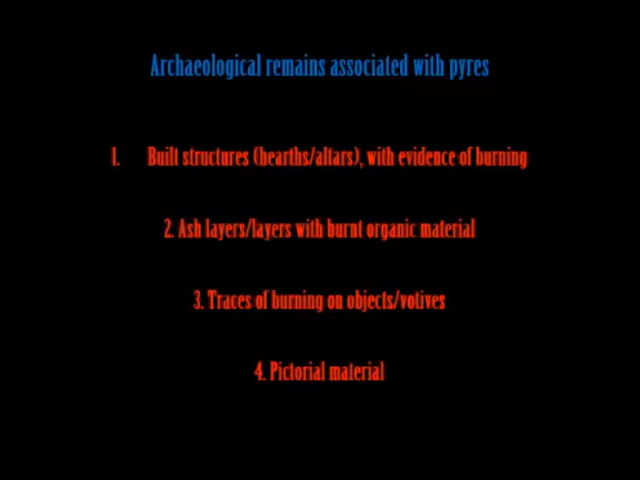 Archaeological remains associated with pyres
1. Built structures (hearths/altars), with evidence of burning
2. Ash layers/layers with burnt organic material
3. Traces of burning on objects/votives
4. Pictorial material